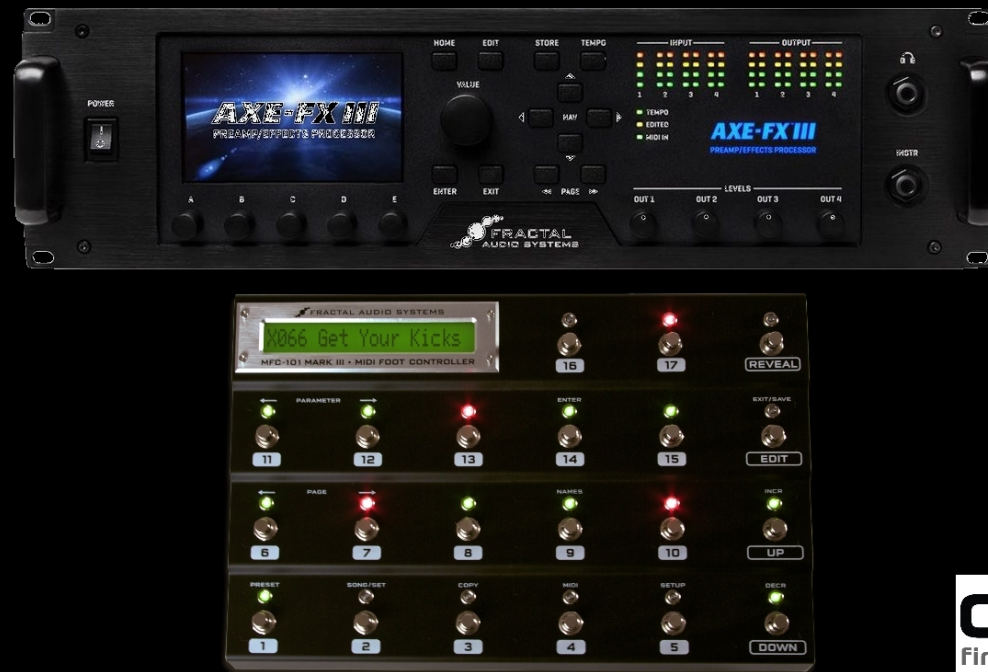 HOME EDIT STORE TEMPO
INPUT OUTPUT
POWER
VALUE
AXE-FX III
PREAMP/EFFECTS PROCESSOR
NAV
1 2 3 4 1 2 3 4
TEMPO
EDITED
MIDI IN
AXE-FX III
PREAMP/EFFECTS PROCESSOR
INSTR
ENTER EXIT PAGE
LEVELS
A B C D E
OUT 1 OUT 2 OUT 3 OUT 4
FRACTAL
AUDIO SYSTEMS
FRACTAL AUDIO SYSTEMS
X066 Get Your Kicks
MFC-101 MARK III • MIDI FOOT CONTROLLER
16 17 REVEAL
PARAMETER ENTER EXIT/SAVE
11 12 13 14 15 EDIT
PAGE NAMES INCR
6 7 8 9 10 UP
PRESET SONG/SET COPY MIDI SETUP DECR
1 2 3 4 5 DOWN